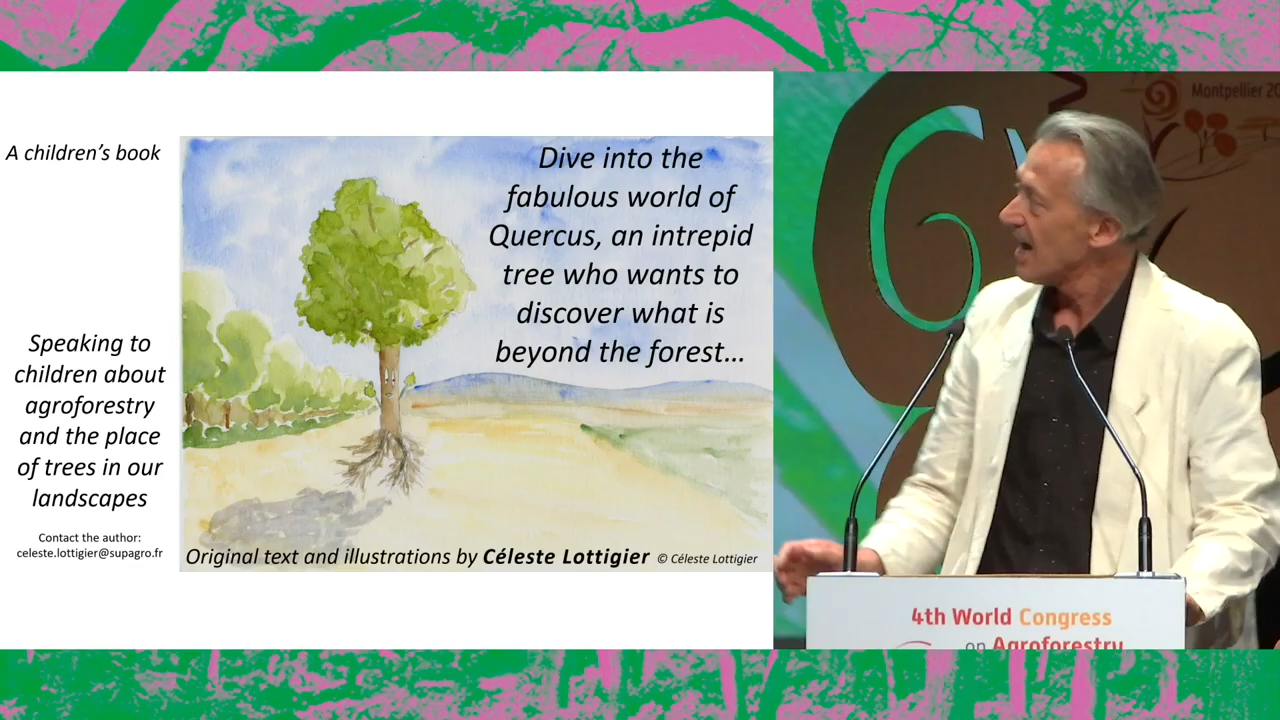 A children's book
Dive into the
fabulous world of
Quercus, an intrepid
tree who wants to
discover what is
beyond the forest…
Speaking to
children about
agroforestry
and the place
of trees in our
landscapes
Contact the author:
celeste.lottigier@supagro.fr
Original text and illustrations by Céleste Lottigier © Céleste Lottigier
Montpellier 20
4th World Congress
on Agroforestry